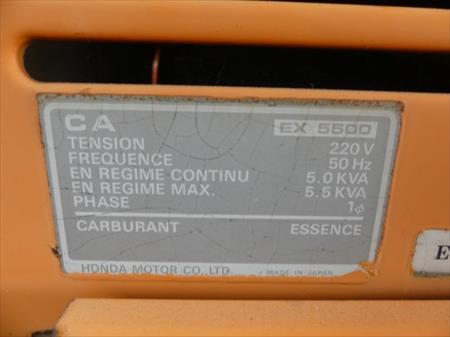 CA EX 5500
TENSION 220 V
FREQUENCE 50 Hz
EN REGIME CONTINU 5.0 KVA
EN REGIME MAX. 5.5 KVA
PHASE 1ϕ
CARBURANT ESSENCE
HONDA MOTOR CO., LTD. MADE IN JAPAN
E